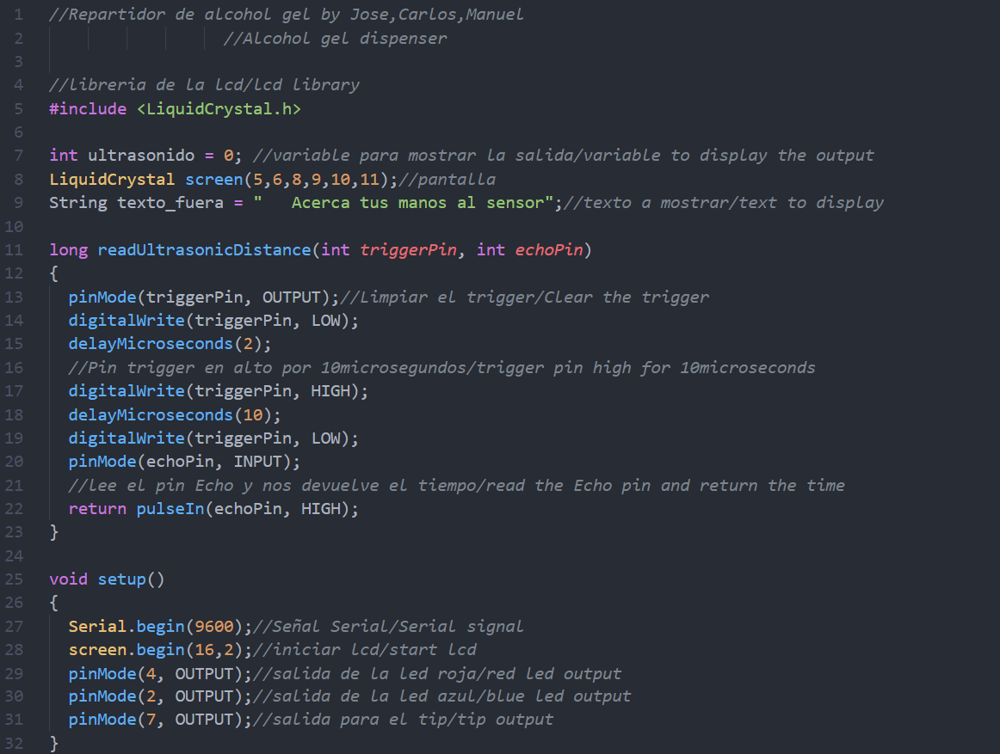 1 //Repartidor de alcohol gel by Jose,Carlos,Manuel
2 //Alcohol gel dispenser
3
4 //libreria de la lcd/lcd library
5 #include <LiquidCrystal.h>
6
7 int ultrasonido = 0; //variable para mostrar la salida/variable to display the output
8 LiquidCrystal screen(5,6,8,9,10,11);//pantalla
9 String texto_fuera = "   Acerca tus manos al sensor";//texto a mostrar/text to display
10
11 long readUltrasonicDistance(int triggerPin, int echoPin)
12 {
13   pinMode(triggerPin, OUTPUT);//Limpiar el trigger/Clear the trigger
14   digitalWrite(triggerPin, LOW);
15   delayMicroseconds(2);
16   //Pin trigger en alto por 10microsegundos/trigger pin high for 10microseconds
17   digitalWrite(triggerPin, HIGH);
18   delayMicroseconds(10);
19   digitalWrite(triggerPin, LOW);
20   pinMode(echoPin, INPUT);
21   //lee el pin Echo y nos devuelve el tiempo/read the Echo pin and return the time
22   return pulseIn(echoPin, HIGH);
23 }
24
25 void setup()
26 {
27   Serial.begin(9600);//Señal Serial/Serial signal
28   screen.begin(16,2);//iniciar lcd/start lcd
29   pinMode(4, OUTPUT);//salida de la led roja/red led output
30   pinMode(2, OUTPUT);//salida de la led azul/blue led output
31   pinMode(7, OUTPUT);//salida para el tip/tip output
32 }